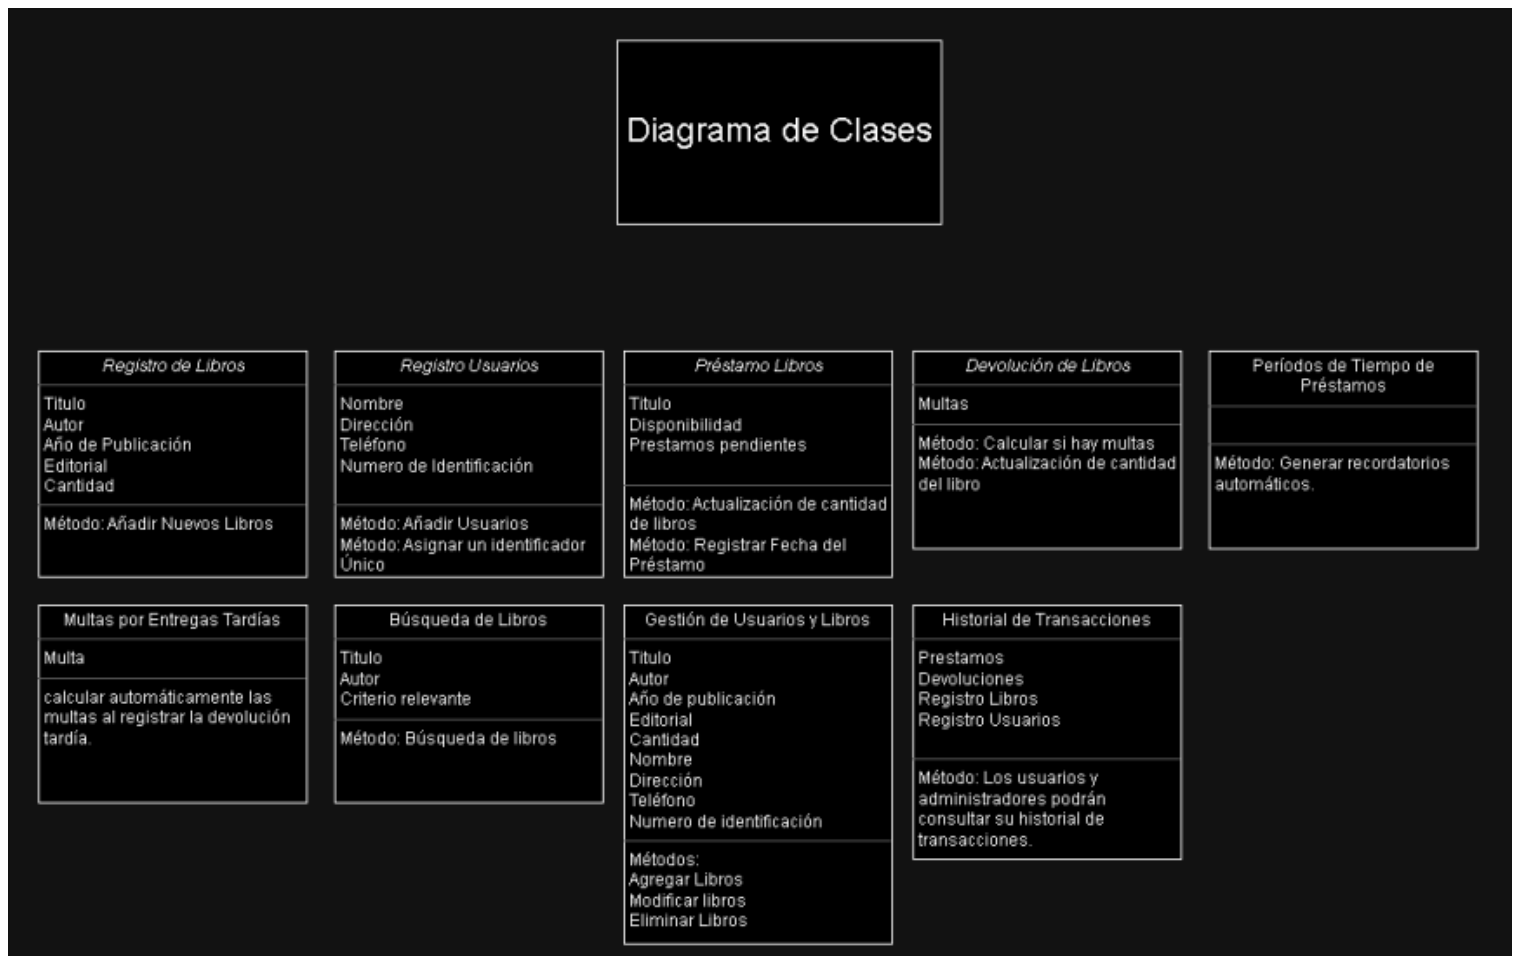 Diagrama de Clases
Registro de Libros
Titulo
Autor
Año de Publicación
Editorial
Cantidad
Método: Añadir Nuevos Libros
Registro Usuarios
Nombre
Dirección
Teléfono
Numero de Identificación
Método: Añadir Usuarios
Método: Asignar un identificador
Único
Préstamo Libros
Titulo
Disponibilidad
Prestamos pendientes
Método: Actualización de cantidad
de libros
Método: Registrar Fecha del
Préstamo
Devolución de Libros
Multas
Método: Calcular si hay multas
Método: Actualización de cantidad
del libro
Períodos de Tiempo de
Préstamos
Método: Generar recordatorios
automáticos.
Multas por Entregas Tardías
Multa
calcular automáticamente las
multas al registrar la devolución
tardía.
Búsqueda de Libros
Titulo
Autor
Criterio relevante
Método: Búsqueda de libros
Gestión de Usuarios y Libros
Titulo
Autor
Año de publicación
Editorial
Cantidad
Nombre
Dirección
Teléfono
Numero de identificación
Métodos:
Agregar Libros
Modificar libros
Eliminar Libros
Historial de Transacciones
Prestamos
Devoluciones
Registro Libros
Registro Usuarios
Método: Los usuarios y
administradores podrán
consultar su historial de
transacciones.